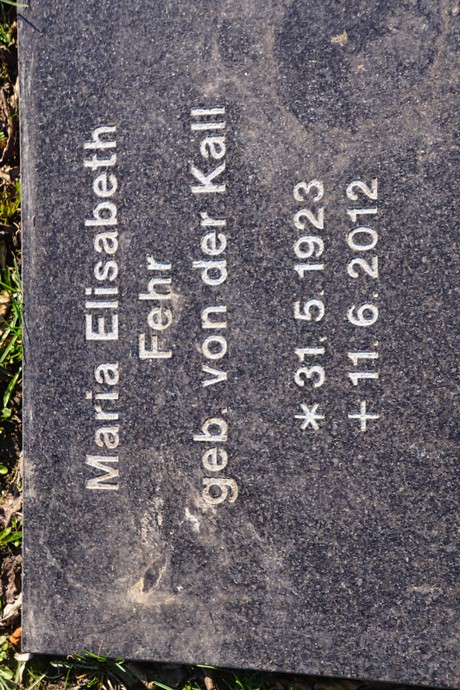 Maria Elisabeth
Fehr
geb. von der Kall
* 31.5.1923
+ 11.6.2012